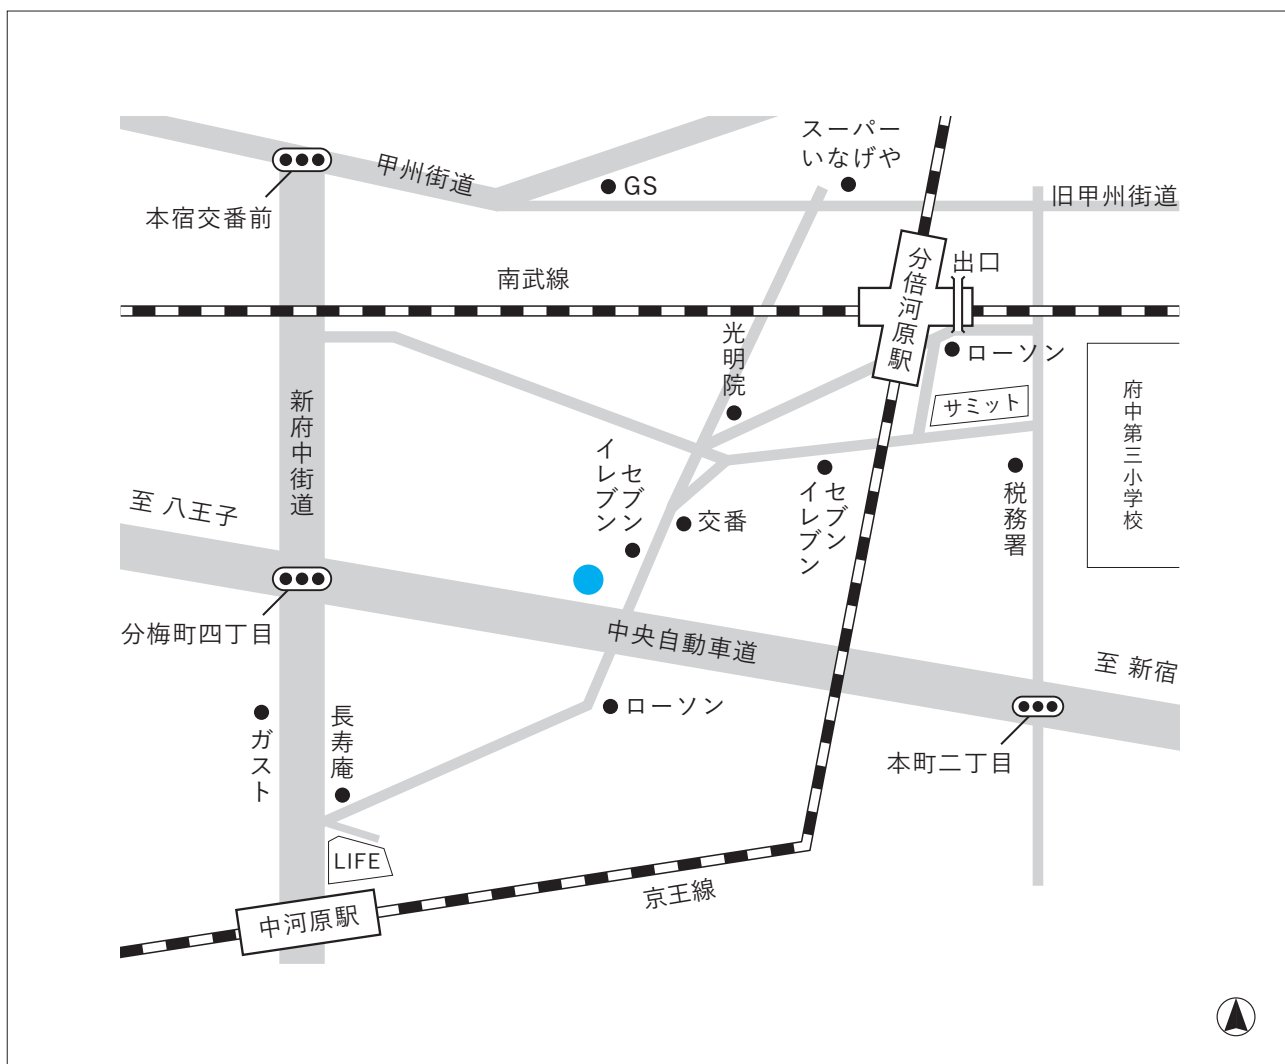 スーパー
いなげや
甲州街道
GS
旧甲州街道
本宿交番前
分倍河原駅
出口
南武線
光明院
ローソン
府中第三小学校
サミット
新府中街道
セブン
イレブン
セブン
イレブン
税務署
至 八王子
交番
分梅町四丁目
中央自動車道
至 新宿
ローソン
長寿庵
ガスト
本町二丁目
LIFE
京王線
中河原駅